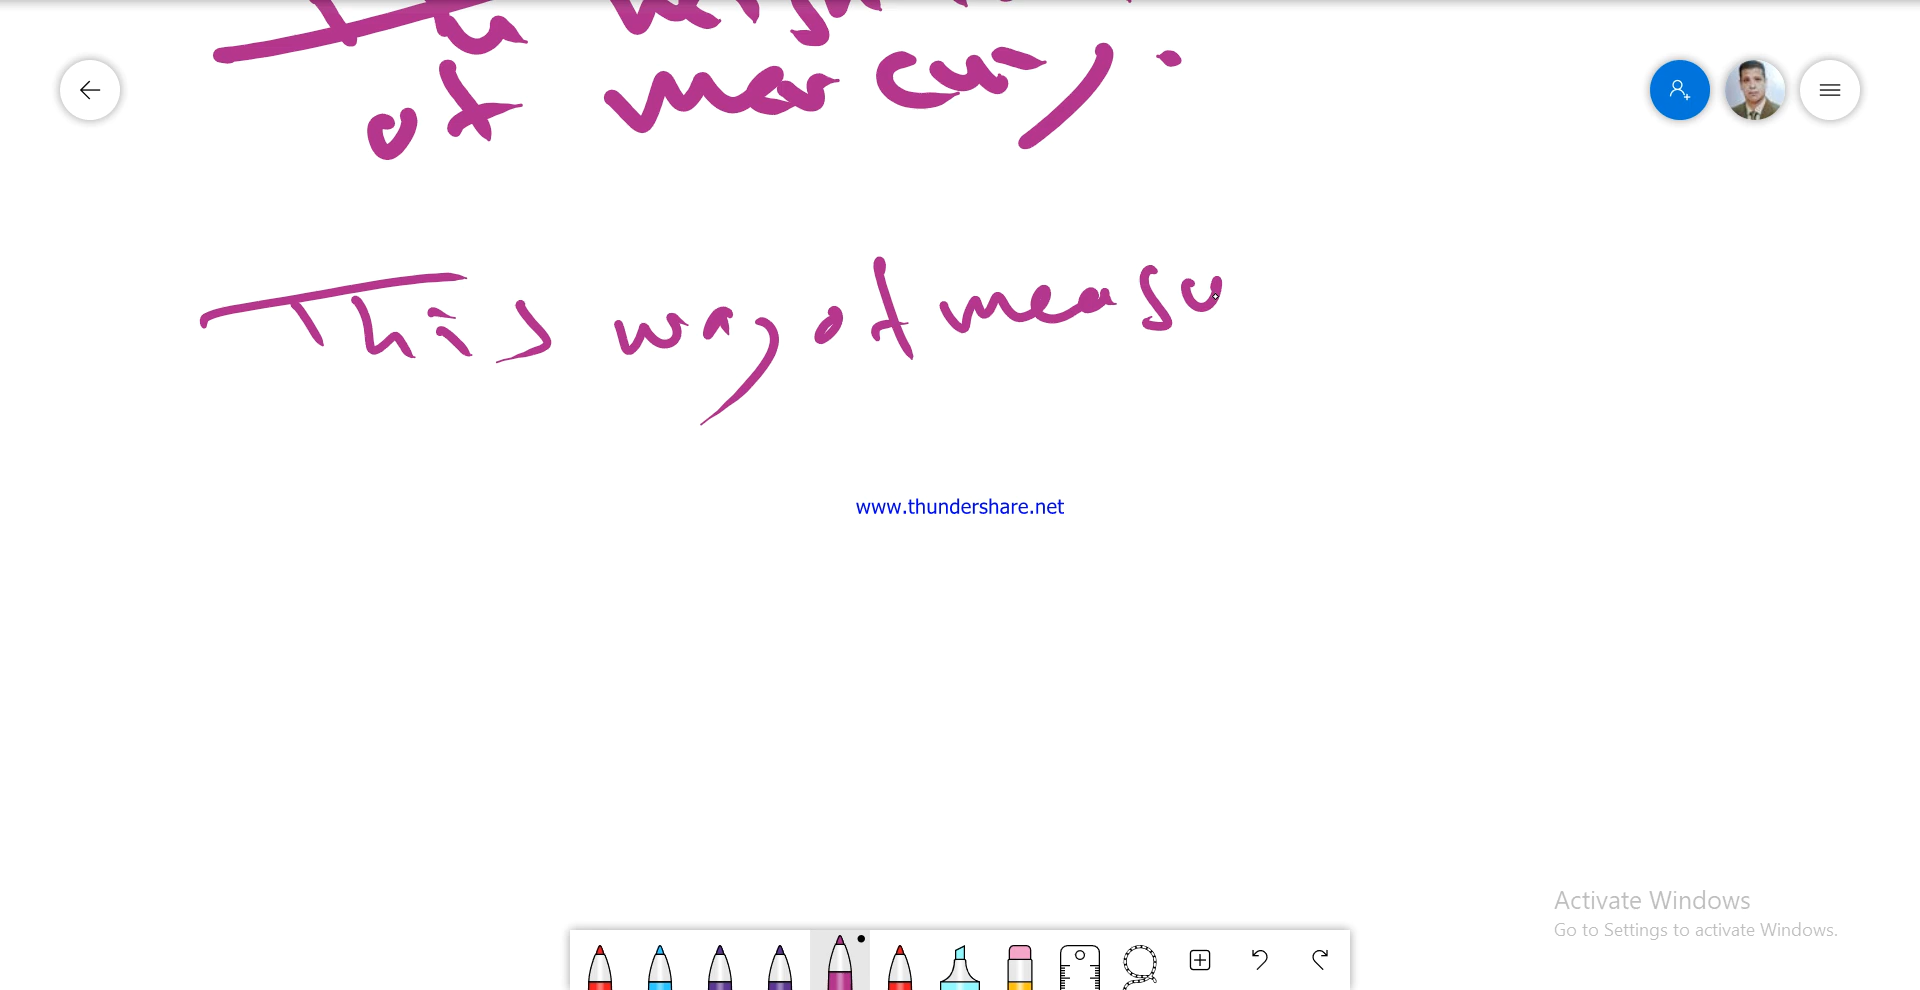 of mercury.
This way of measu
www.thundershare.net
Activate Windows
Go to Settings to activate Windows.